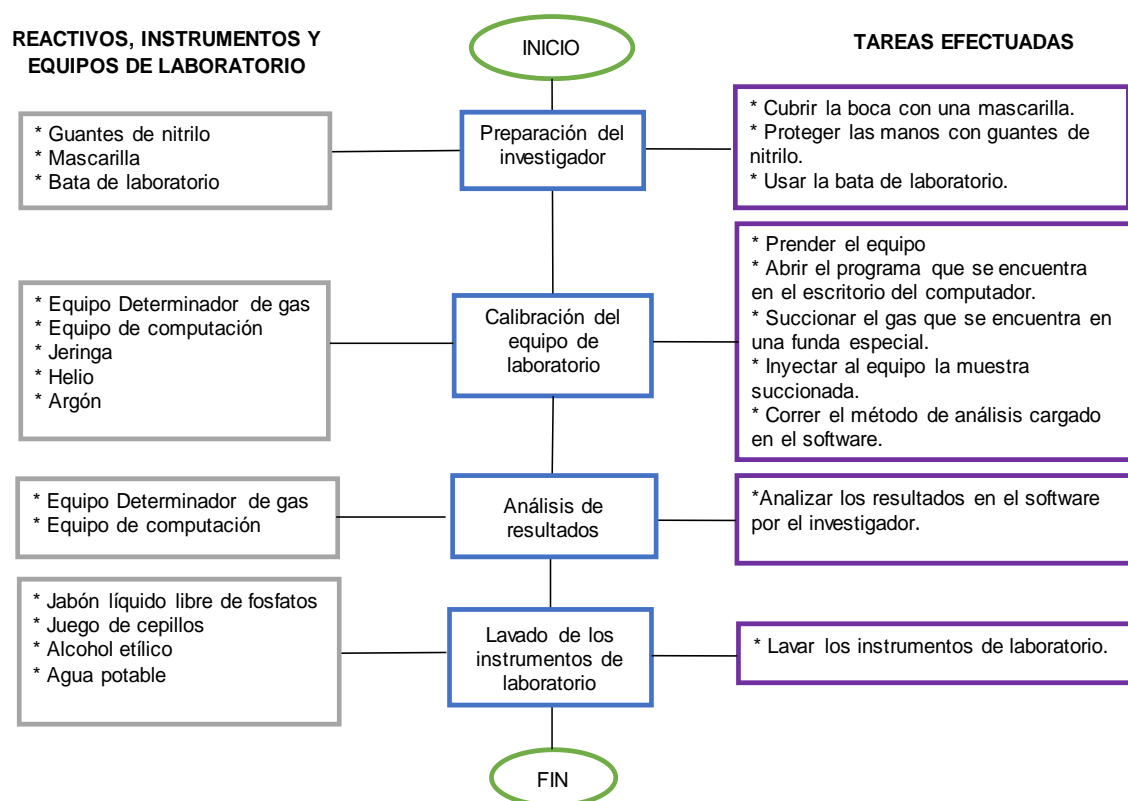 REACTIVOS, INSTRUMENTOS Y
EQUIPOS DE LABORATORIO
INICIO
TAREAS EFECTUADAS
* Guantes de nitrilo
* Mascarilla
* Bata de laboratorio
Preparación del
investigador
* Cubrir la boca con una mascarilla.
* Proteger las manos con guantes de
nitrilo.
* Usar la bata de laboratorio.
* Equipo Determinador de gas
* Equipo de computación
* Jeringa
* Helio
* Argón
Calibración del
equipo de
laboratorio
* Prender el equipo
* Abrir el programa que se encuentra
en el escritorio del computador.
* Succionar el gas que se encuentra en
una funda especial.
* Inyectar al equipo la muestra
succionada.
* Correr el método de análisis cargado
en el software.
* Equipo Determinador de gas
* Equipo de computación
Análisis de
resultados
*Analizar los resultados en el software
por el investigador.
* Jabón líquido libre de fosfatos
* Juego de cepillos
* Alcohol etílico
* Agua potable
Lavado de los
instrumentos de
laboratorio
* Lavar los instrumentos de laboratorio.
FIN